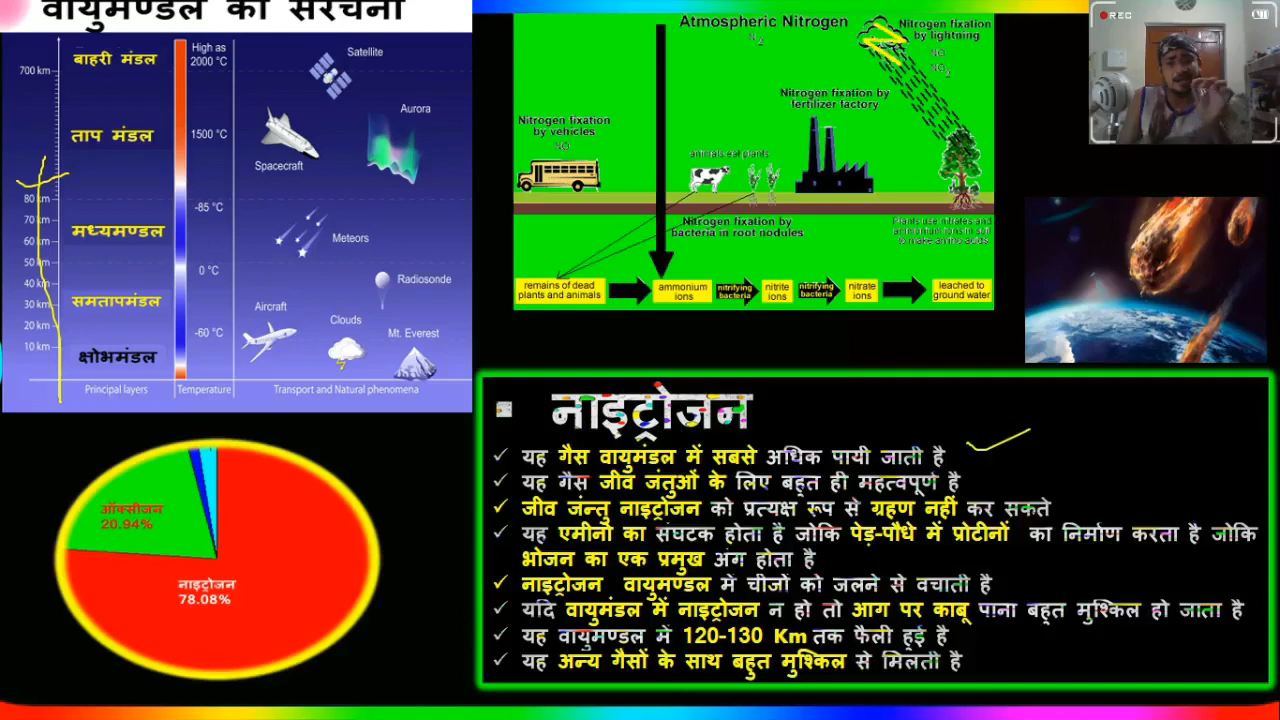 वायुमण्डल की संरचना
बाहरी मंडल
High as
2000 °C
Satellite
700 km
Aurora
ताप मंडल
1500 °C
Spacecraft
80 km
-85 °C
70 km
मध्यमण्डल
60 km
Meteors
50 km
0 °C
40 km
Radiosonde
समतापमंडल
30 km
Aircraft
20 km
-60 °C
Clouds
Mt. Everest
10 km
क्षोभमंडल
Principal layers
Temperature
Transport and Natural phenomena
Atmospheric Nitrogen
N2
Nitrogen fixation
by lightning
NO
NO2
Nitrogen fixation by
fertilizer factory
Nitrogen fixation
by vehicles
NO
animals eat plants
Nitrogen fixation by
bacteria in root nodules
Plants use nitrates and
ammonium ions in soil
to make amino acids
remains of dead
plants and animals
ammonium
ions
nitrifying
bacteria
nitrite
ions
nitrifying
bacteria
nitrate
ions
leached to
ground water
REC
ऑक्सीजन
20.94%
नाइट्रोजन
78.08%
नाइट्रोजन
यह गैस वायुमंडल में सबसे अधिक पायी जाती है
यह गैस जीव जंतुओं के लिए बहुत ही महत्वपूर्ण है
जीव जंन्तु नाइट्रोजन को प्रत्यक्ष रूप से ग्रहण नहीं कर सकते
यह एमीनो का संघटक होता है जोकि पेड़-पौधे में प्रोटीनों का निर्माण करता है जोकि
भोजन का एक प्रमुख अंग होता है
नाइट्रोजन वायुमण्डल में चीजों को जलने से वचाती है
यदि वायुमंडल में नाइट्रोजन न हो तो आग पर काबू पाना बहुत मुश्किल हो जाता है
यह वायुमण्डल में 120-130 Km तक फैली हुई है
यह अन्य गैसों के साथ बहुत मुश्किल से मिलती है